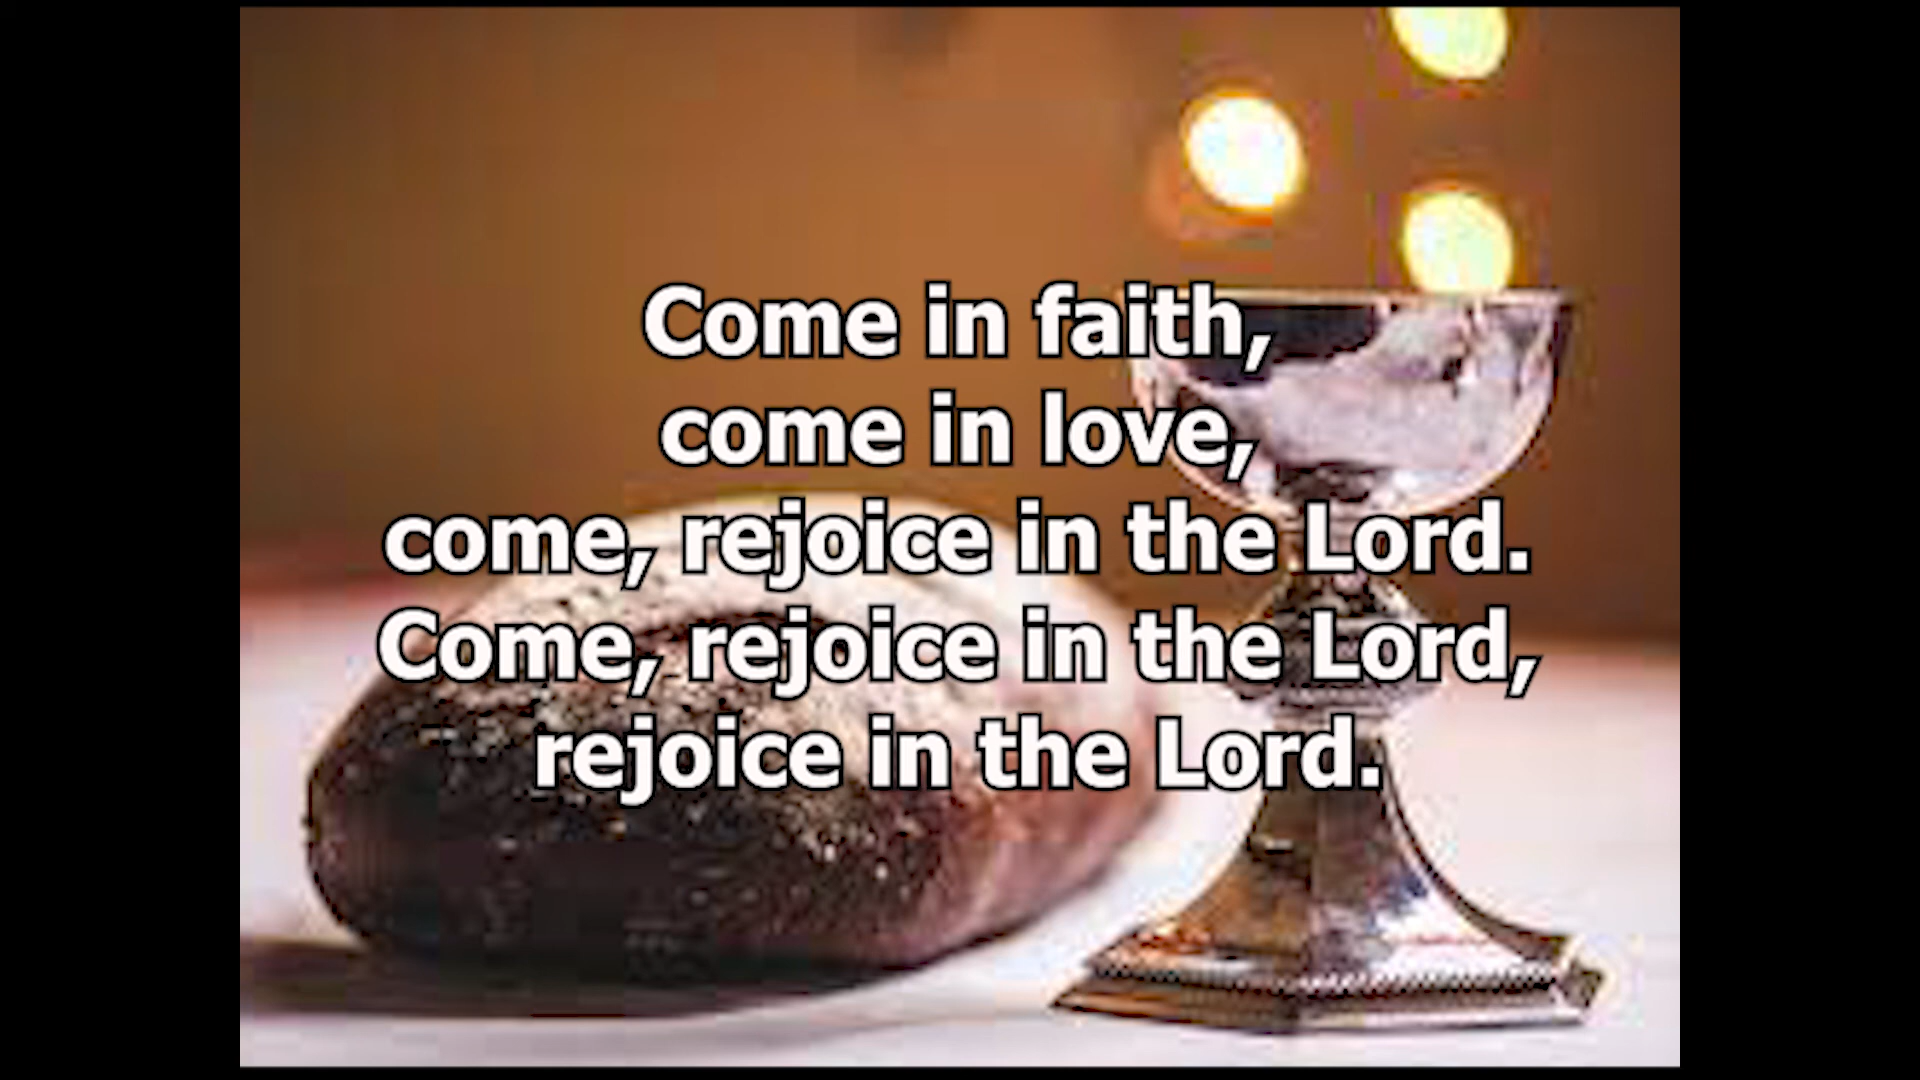 Come in faith,
come in love,
come, rejoice in the Lord.
Come, rejoice in the Lord,
rejoice in the Lord.